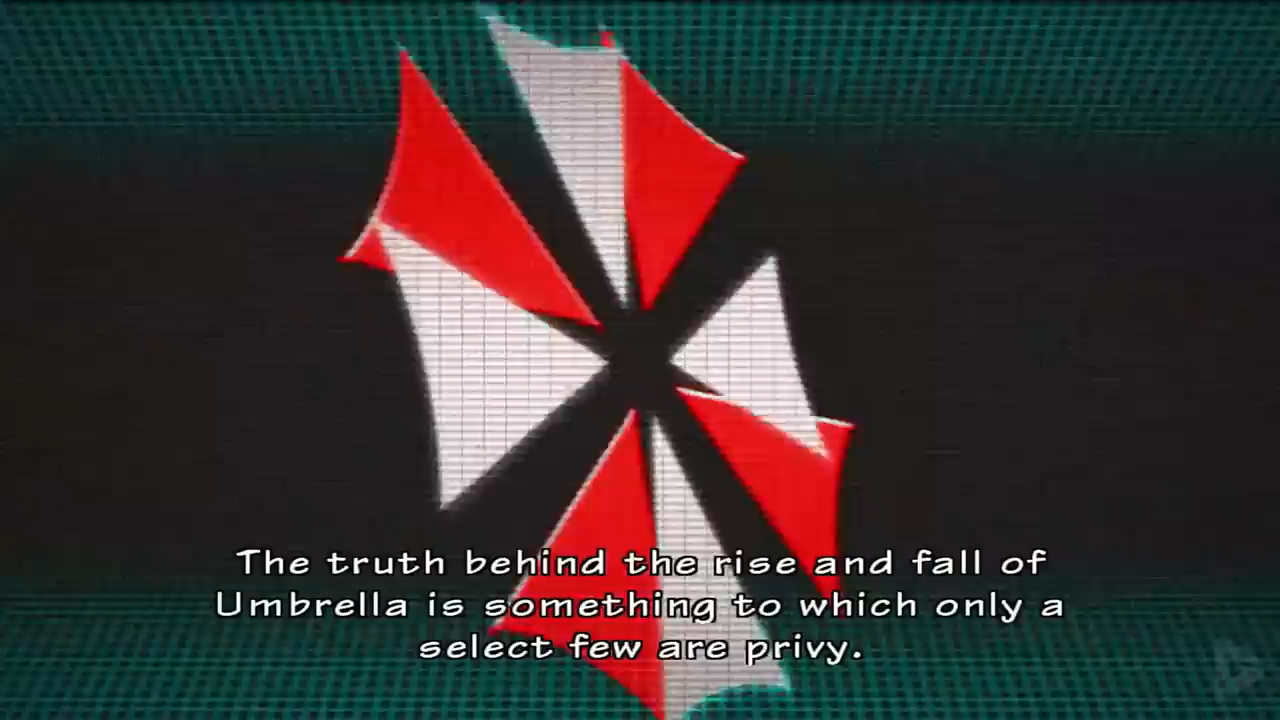 The truth behind the rise and fall of
Umbrella is something to which only a
select few are privy.